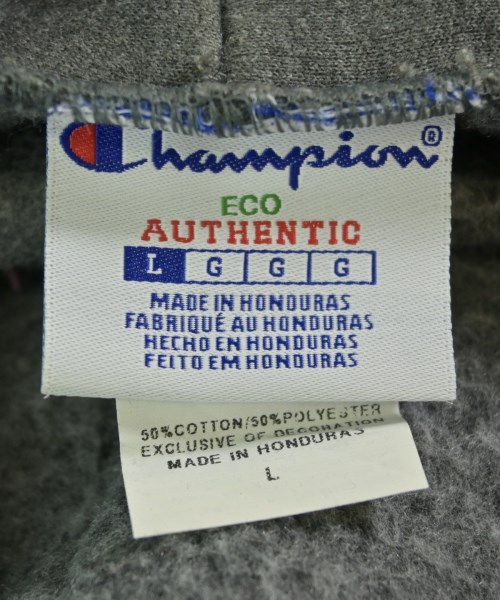 Champion®
ECO
AUTHENTIC
L G G G
MADE IN HONDURAS
FABRIQUÉ AU HONDURAS
HECHO EN HONDURAS
FEITO EM HONDURAS
50%COTTON/50%POLYESTER
EXCLUSIVE OF DECORATION
MADE IN HONDURAS
L